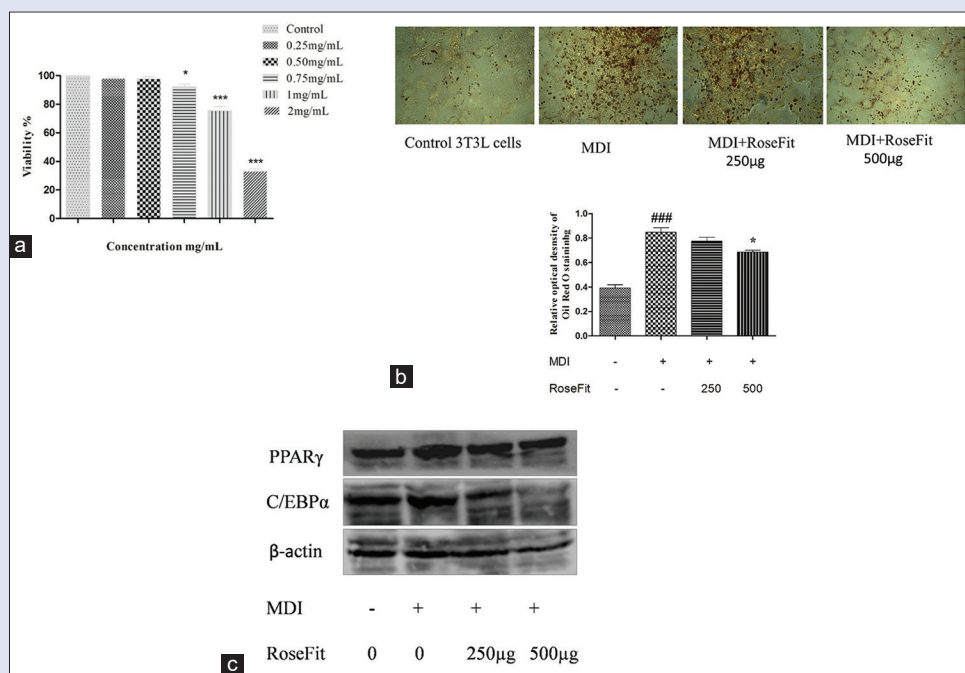 Control
0.25mg/mL
0.50mg/mL
0.75mg/mL
1mg/mL
2mg/mL
Viability %
100
80
60
40
20
0
*
***
***
Concentration mg/mL
a
Control 3T3L cells
MDI
MDI+RoseFit
250µg
MDI+RoseFit
500µg
Relative optical desnsity of
Oil Red O staininhg
1.0
0.8
0.6
0.4
0.2
0.0
###
*
MDI - + + +
RoseFit - - 250 500
b
PPARγ
C/EBPα
β-actin
MDI - + + +
RoseFit 0 0 250µg 500µg
c